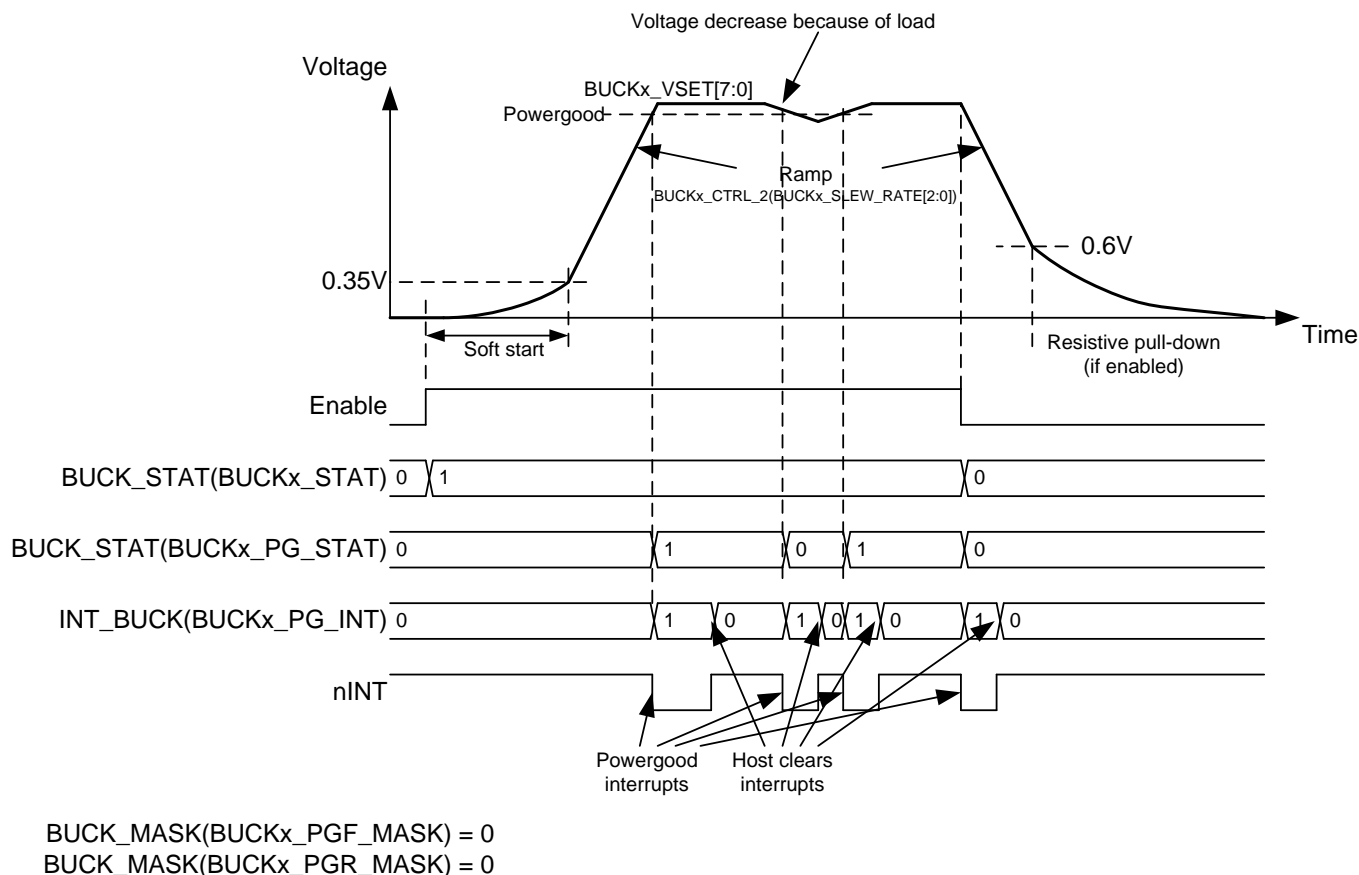 Voltage decrease because of load
Voltage
BUCKx_VSET[7:0]
Powergood
Ramp
BUCKx_CTRL_2(BUCKx_SLEW_RATE[2:0])
0.6V
0.35V
Time
Soft start
Resistive pull-down
(if enabled)
Enable
BUCK_STAT(BUCKx_STAT) 0 1 0
BUCK_STAT(BUCKx_PG_STAT) 0 1 0 1 0
INT_BUCK(BUCKx_PG_INT) 0 1 0 1 0 1 0 1 0
nINT
Powergood
interrupts
Host clears
interrupts
BUCK_MASK(BUCKx_PGF_MASK) = 0
BUCK_MASK(BUCKx_PGR_MASK) = 0